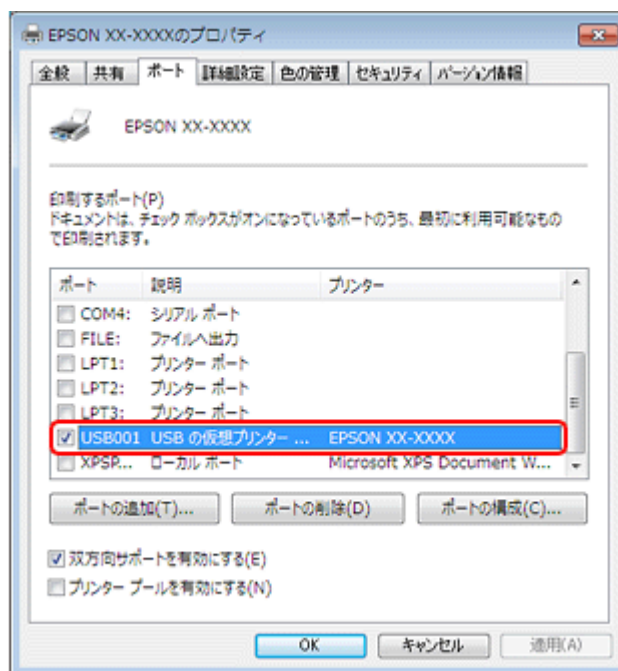 EPSON XX-XXXXのプロパティ
全般 共有 ポート 詳細設定 色の管理 セキュリティ バージョン情報
EPSON XX-XXXX
印刷するポート(P)
ドキュメントは、チェック ボックスがオンになっているポートのうち、最初に利用可能なもの
で印刷されます。
ポート 説明 プリンター
COM4: シリアル ポート
FILE: ファイルへ出力
LPT1: プリンター ポート
LPT2: プリンター ポート
LPT3: プリンター ポート
USB001 USB の仮想プリンター ... EPSON XX-XXXX
XPSP... ローカル ポート Microsoft XPS Document W...
ポートの追加(T)... ポートの削除(D) ポートの構成(C)...
双方向サポートを有効にする(E)
プリンター プールを有効にする(N)
OK キャンセル 適用(A)